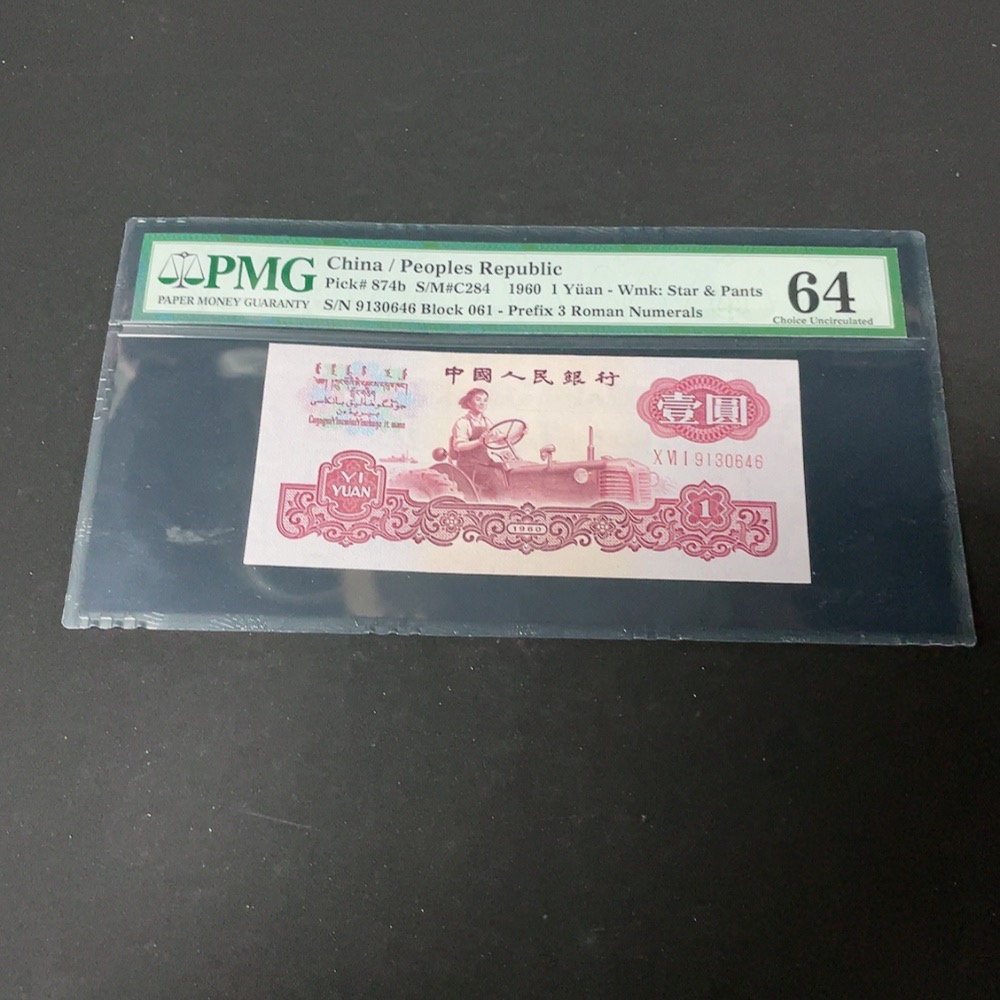 PMG
PAPER MONEY GUARANTY
China / Peoples Republic
Pick# 874b S/M#C284 1960 1 Yüan - Wmk: Star & Pants
S/N 9130646 Block 061 - Prefix 3 Roman Numerals
64
Choice Uncirculated
中國人民銀行
壹圓
9130646
YI
YUAN
1960
1